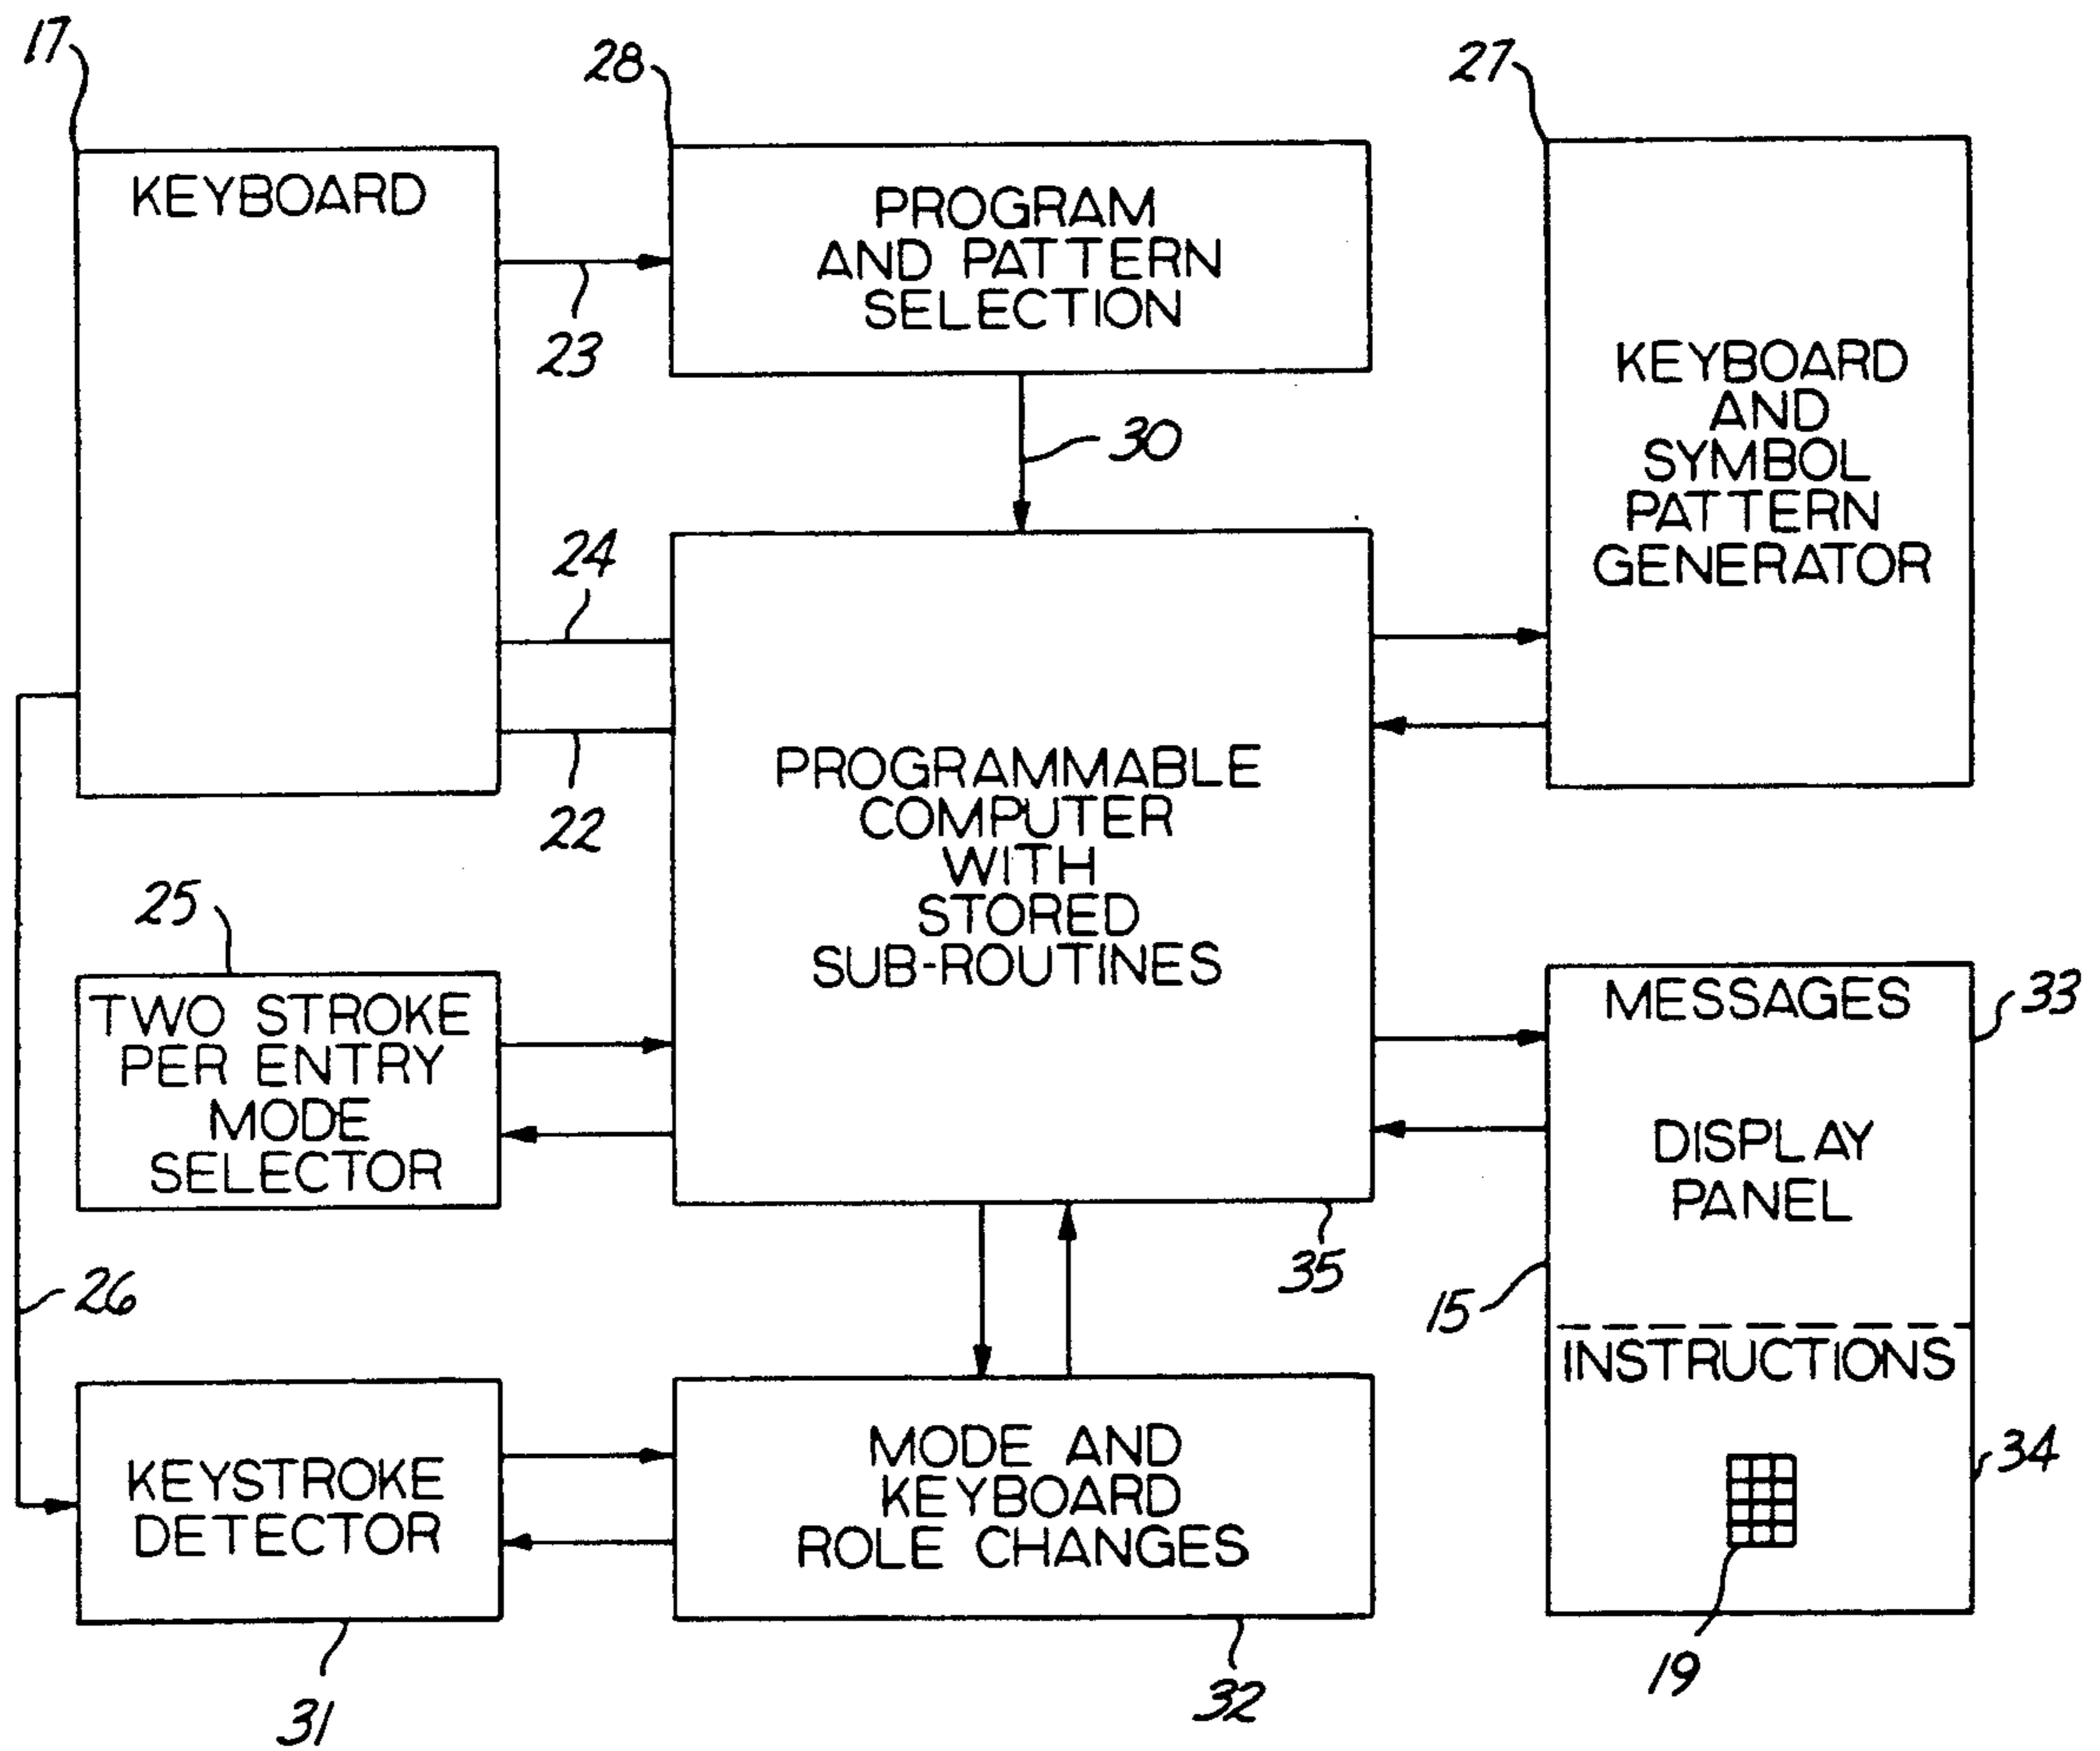 17
28
27
KEYBOARD
PROGRAM
AND PATTERN
SELECTION
23
30
KEYBOARD
AND
SYMBOL
PATTERN
GENERATOR
24
22
PROGRAMMABLE
COMPUTER
WITH
STORED
SUB-ROUTINES
25
TWO STROKE
PER ENTRY
MODE
SELECTOR
MESSAGES
33
DISPLAY
PANEL
35
15
26
INSTRUCTIONS
34
KEYSTROKE
DETECTOR
MODE AND
KEYBOARD
ROLE CHANGES
19
31
32